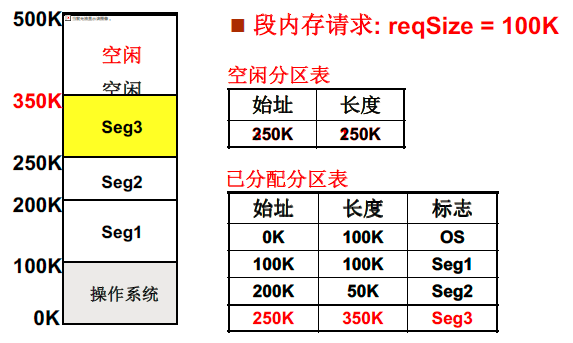 500K
空闲
空闲
350K
Seg3
250K
Seg2
200K
Seg1
100K
操作系统
0K
段内存请求: reqSize = 100K
空闲分区表
始址 长度
250K 250K
已分配分区表
始址 长度 标志
0K 100K OS
100K 100K Seg1
200K 50K Seg2
250K 350K Seg3